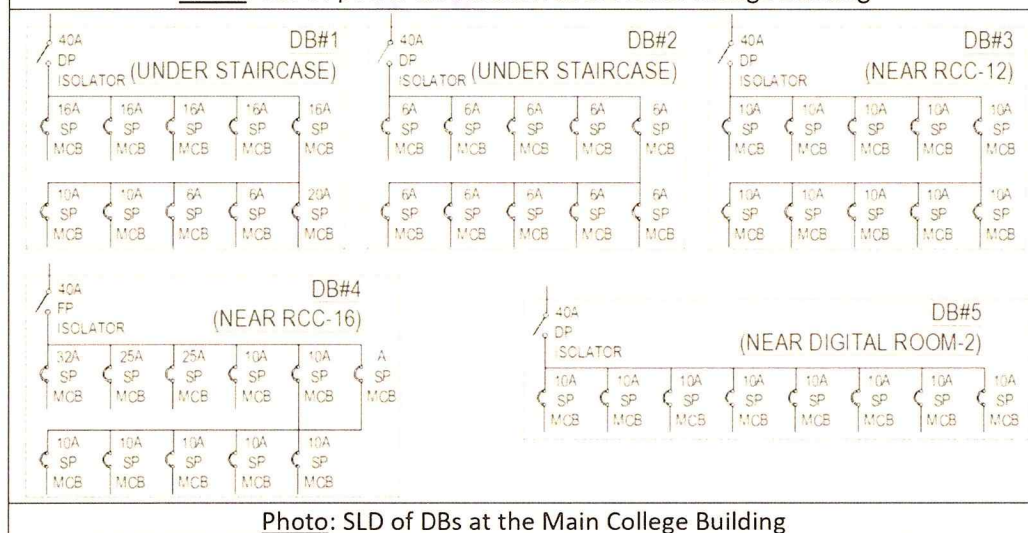 40A DB#1
DP
ISOLATOR (UNDER STAIRCASE)
16A 16A 16A 16A 16A
SP SP SP SP SP
MCB MCB MCB MCB MCB
10A 10A 6A 6A 20A
SP SP SP SP SP
MCB MCB MCB MCB MCB
40A DB#2
DP
ISOLATOR (UNDER STAIRCASE)
6A 6A 6A 6A 6A
SP SP SP SP SP
MCB MCB MCB MCB MCB
6A 6A 6A 6A 6A
SP SP SP SP SP
MCB MCB MCB MCB MCB
40A DB#3
DP (NEAR RCC-12)
ISOLATOR
10A 10A 10A 10A 10A
SP SP SP SP SP
MCB MCB MCB MCB MCB
10A 10A 10A 10A 10A
SP SP SP SP SP
MCB MCB MCB MCB MCB
40A DB#4
FP (NEAR RCC-16)
ISOLATOR
32A 25A 25A 10A 10A A
SP SP SP SP SP SP
MCB MCB MCB MCB MCB MCB
10A 10A 10A 10A 10A
SP SP SP SP SP
MCB MCB MCB MCB MCB
40A DB#5
DP (NEAR DIGITAL ROOM-2)
ISOLATOR
10A 10A 10A 10A 10A 10A 10A 10A
SP SP SP SP SP SP SP SP
MCB MCB MCB MCB MCB MCB MCB MCB
Photo: SLD of DBs at the Main College Building